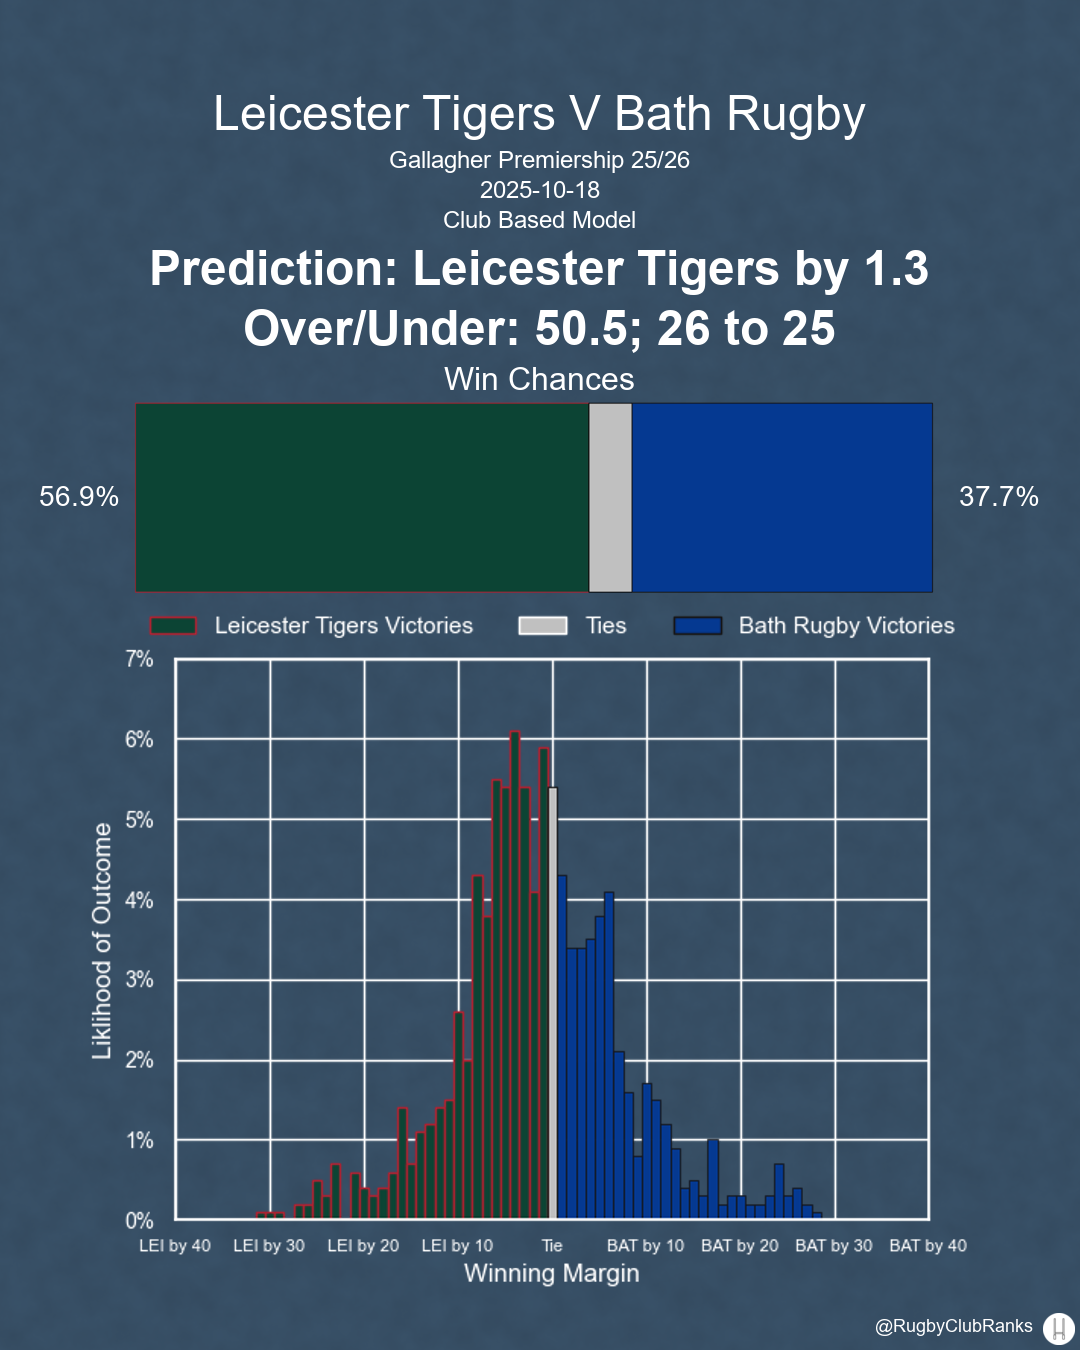 Leicester Tigers V Bath Rugby
Gallagher Premiership 25/26
2025-10-18
Club Based Model
Prediction: Leicester Tigers by 1.3
Over/Under: 50.5; 26 to 25
Win Chances
56.9%
37.7%
Leicester Tigers Victories
Ties
Bath Rugby Victories
7%
6%
5%
4%
3%
2%
1%
0%
Liklihood of Outcome
LEI by 40
LEI by 30
LEI by 20
LEI by 10
Tie
BAT by 10
BAT by 20
BAT by 30
BAT by 40
Winning Margin
@RugbyClubRanks